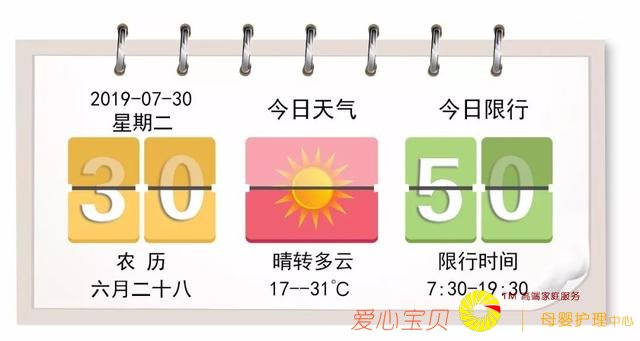 2019-07-30
星期二
30
农 历
六月二十八
今日天气
晴转多云
17--31℃
今日限行
50
限行时间
7:30-19:30
爱心宝贝
TM 高端家庭服务
母婴护理中心